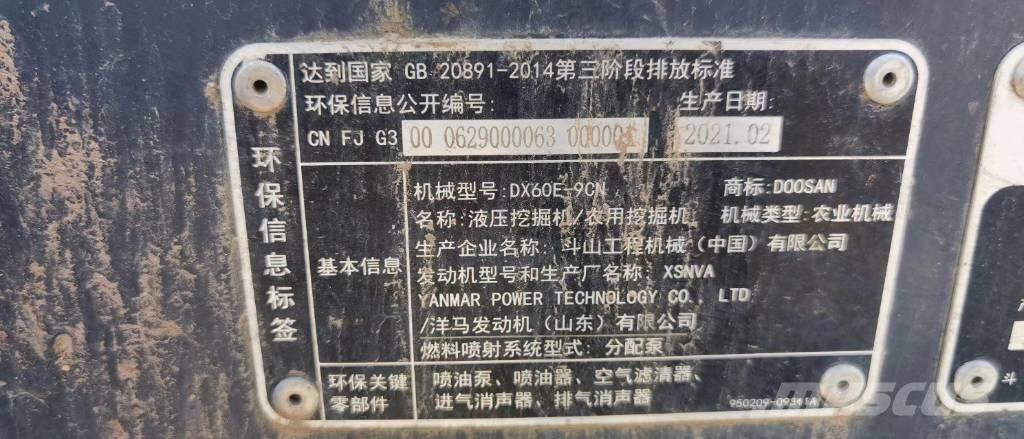 达到国家 GB 20891-2014第三阶段排放标准
环保信息公开编号:
生产日期:
CN FJ G3 00 0629000063 000001
2021.02
环保信息标签
基本信息
机械型号:DX60E-9CN
商标:DOOSAN
名称:液压挖掘机/农用挖掘机
机械类型:农业机械
生产企业名称:斗山工程机械(中国)有限公司
发动机型号和生产厂名称:XSNVA
YANMAR POWER TECHNOLOGY CO., LTD
/洋马发动机(山东)有限公司
燃料喷射系统型式:分配泵
环保关键
零部件
喷油泵、喷油器、空气滤清器、
进气消声器、排气消声器
950209-09341A
斗